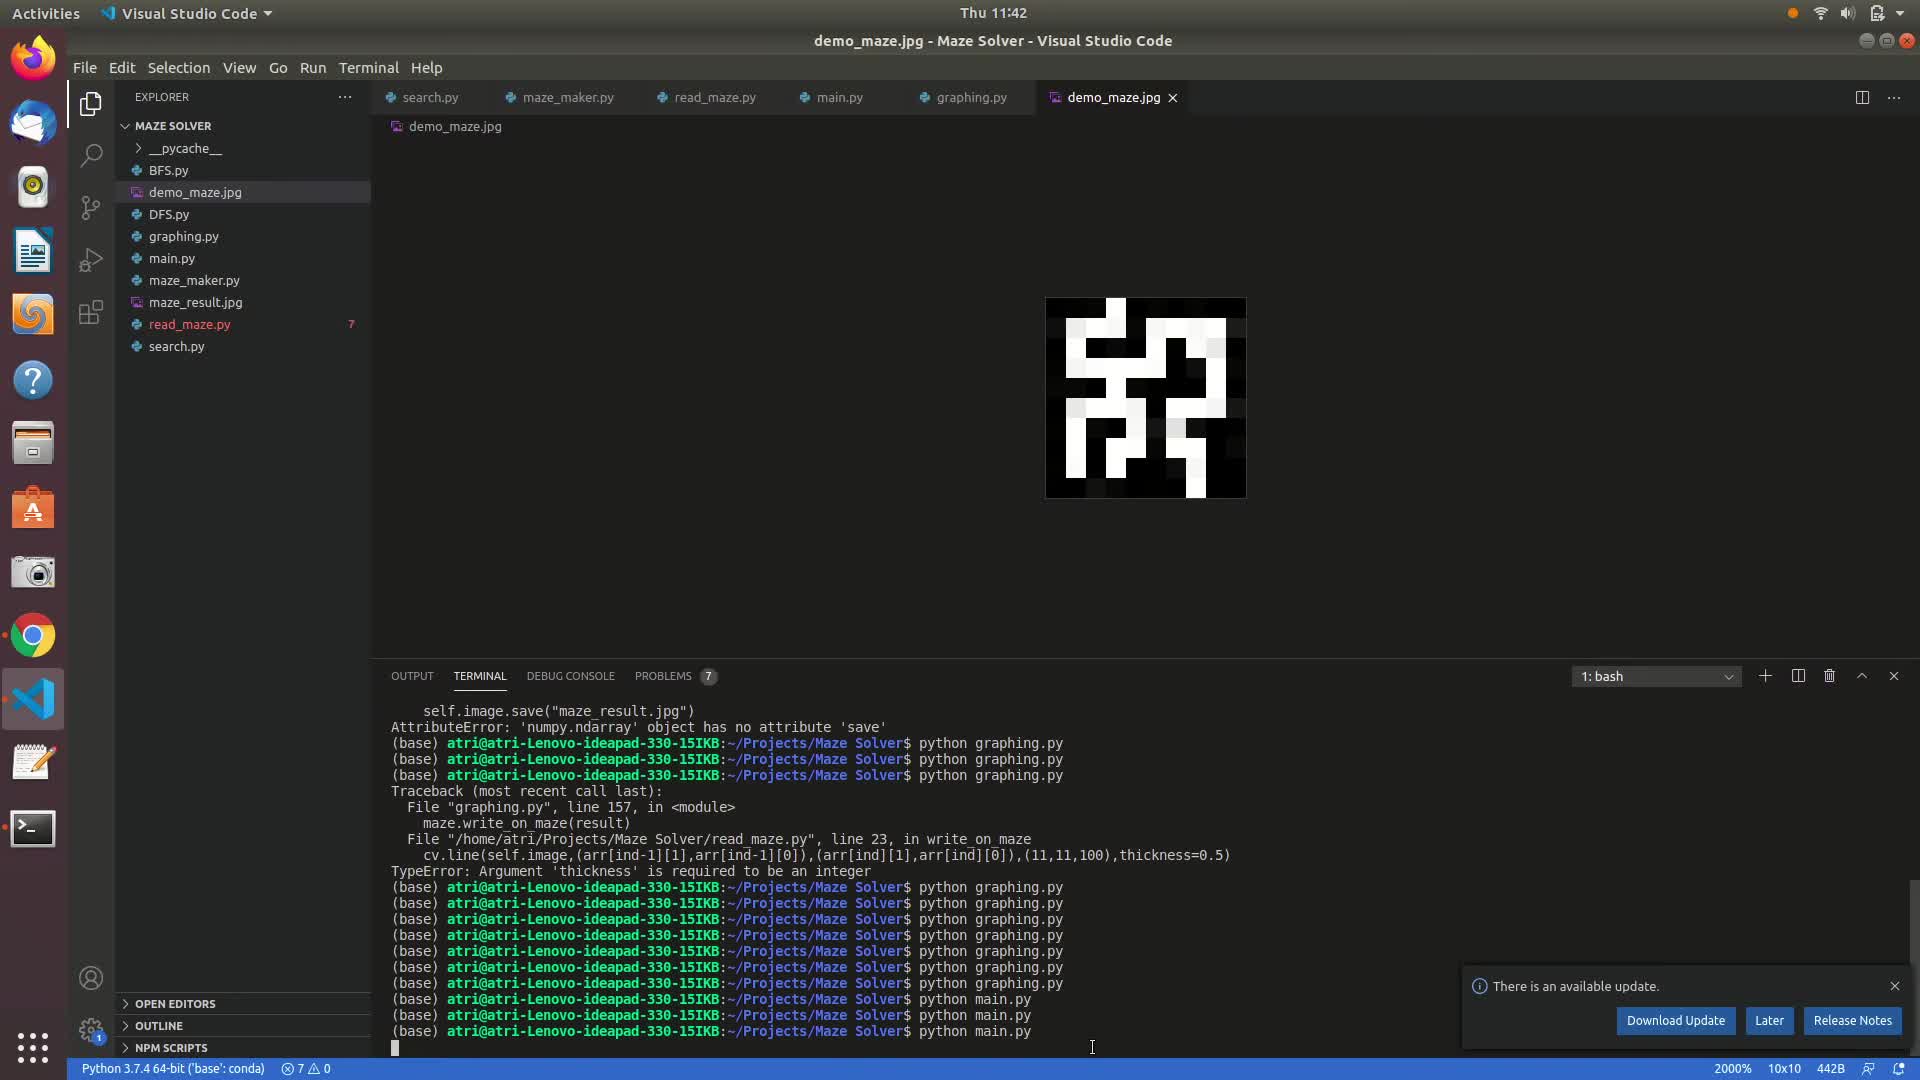 Activities Visual Studio Code Thu 11:42
demo_maze.jpg - Maze Solver - Visual Studio Code
File Edit Selection View Go Run Terminal Help
EXPLORER
MAZE SOLVER
__pycache__
BFS.py
demo_maze.jpg
DFS.py
graphing.py
main.py
maze_maker.py
maze_result.jpg
read_maze.py 7
search.py
OPEN EDITORS
OUTLINE
NPM SCRIPTS
1
search.py maze_maker.py read_maze.py main.py graphing.py demo_maze.jpg
demo_maze.jpg
OUTPUT TERMINAL DEBUG CONSOLE PROBLEMS 7 1: bash
self.image.save("maze_result.jpg")
AttributeError: 'numpy.ndarray' object has no attribute 'save'
(base) atri@atri-Lenovo-ideapad-330-15IKB:~/Projects/Maze Solver$ python graphing.py
(base) atri@atri-Lenovo-ideapad-330-15IKB:~/Projects/Maze Solver$ python graphing.py
(base) atri@atri-Lenovo-ideapad-330-15IKB:~/Projects/Maze Solver$ python graphing.py
Traceback (most recent call last):
File "graphing.py", line 157, in <module>
maze.write_on_maze(result)
File "/home/atri/Projects/Maze Solver/read_maze.py", line 23, in write_on_maze
cv.line(self.image,(arr[ind-1][1],arr[ind-1][0]),(arr[ind][1],arr[ind][0]),(11,11,100),thickness=0.5)
TypeError: Argument 'thickness' is required to be an integer
(base) atri@atri-Lenovo-ideapad-330-15IKB:~/Projects/Maze Solver$ python graphing.py
(base) atri@atri-Lenovo-ideapad-330-15IKB:~/Projects/Maze Solver$ python graphing.py
(base) atri@atri-Lenovo-ideapad-330-15IKB:~/Projects/Maze Solver$ python graphing.py
(base) atri@atri-Lenovo-ideapad-330-15IKB:~/Projects/Maze Solver$ python graphing.py
(base) atri@atri-Lenovo-ideapad-330-15IKB:~/Projects/Maze Solver$ python graphing.py
(base) atri@atri-Lenovo-ideapad-330-15IKB:~/Projects/Maze Solver$ python graphing.py
(base) atri@atri-Lenovo-ideapad-330-15IKB:~/Projects/Maze Solver$ python graphing.py
(base) atri@atri-Lenovo-ideapad-330-15IKB:~/Projects/Maze Solver$ python main.py
(base) atri@atri-Lenovo-ideapad-330-15IKB:~/Projects/Maze Solver$ python main.py
(base) atri@atri-Lenovo-ideapad-330-15IKB:~/Projects/Maze Solver$ python main.py
There is an available update.
Download Update Later Release Notes
Python 3.7.4 64-bit ('base': conda) 7 0 2000% 10x10 442B